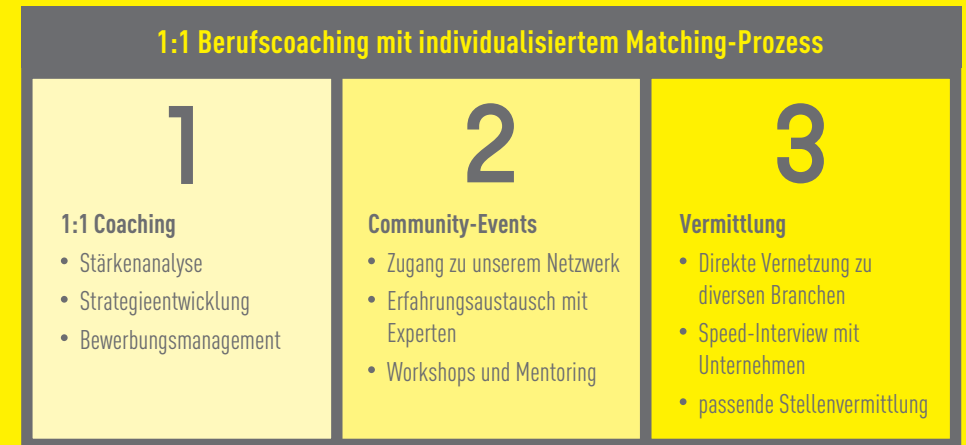 1:1 Berufscoaching mit individualisiertem Matching-Prozess
1
1:1 Coaching
• Stärkenanalyse
• Strategieentwicklung
• Bewerbungsmanagement
2
Community-Events
• Zugang zu unserem Netzwerk
• Erfahrungsaustausch mit
Experten
• Workshops und Mentoring
3
Vermittlung
• Direkte Vernetzung zu
diversen Branchen
• Speed-Interview mit
Unternehmen
• passende Stellenvermittlung